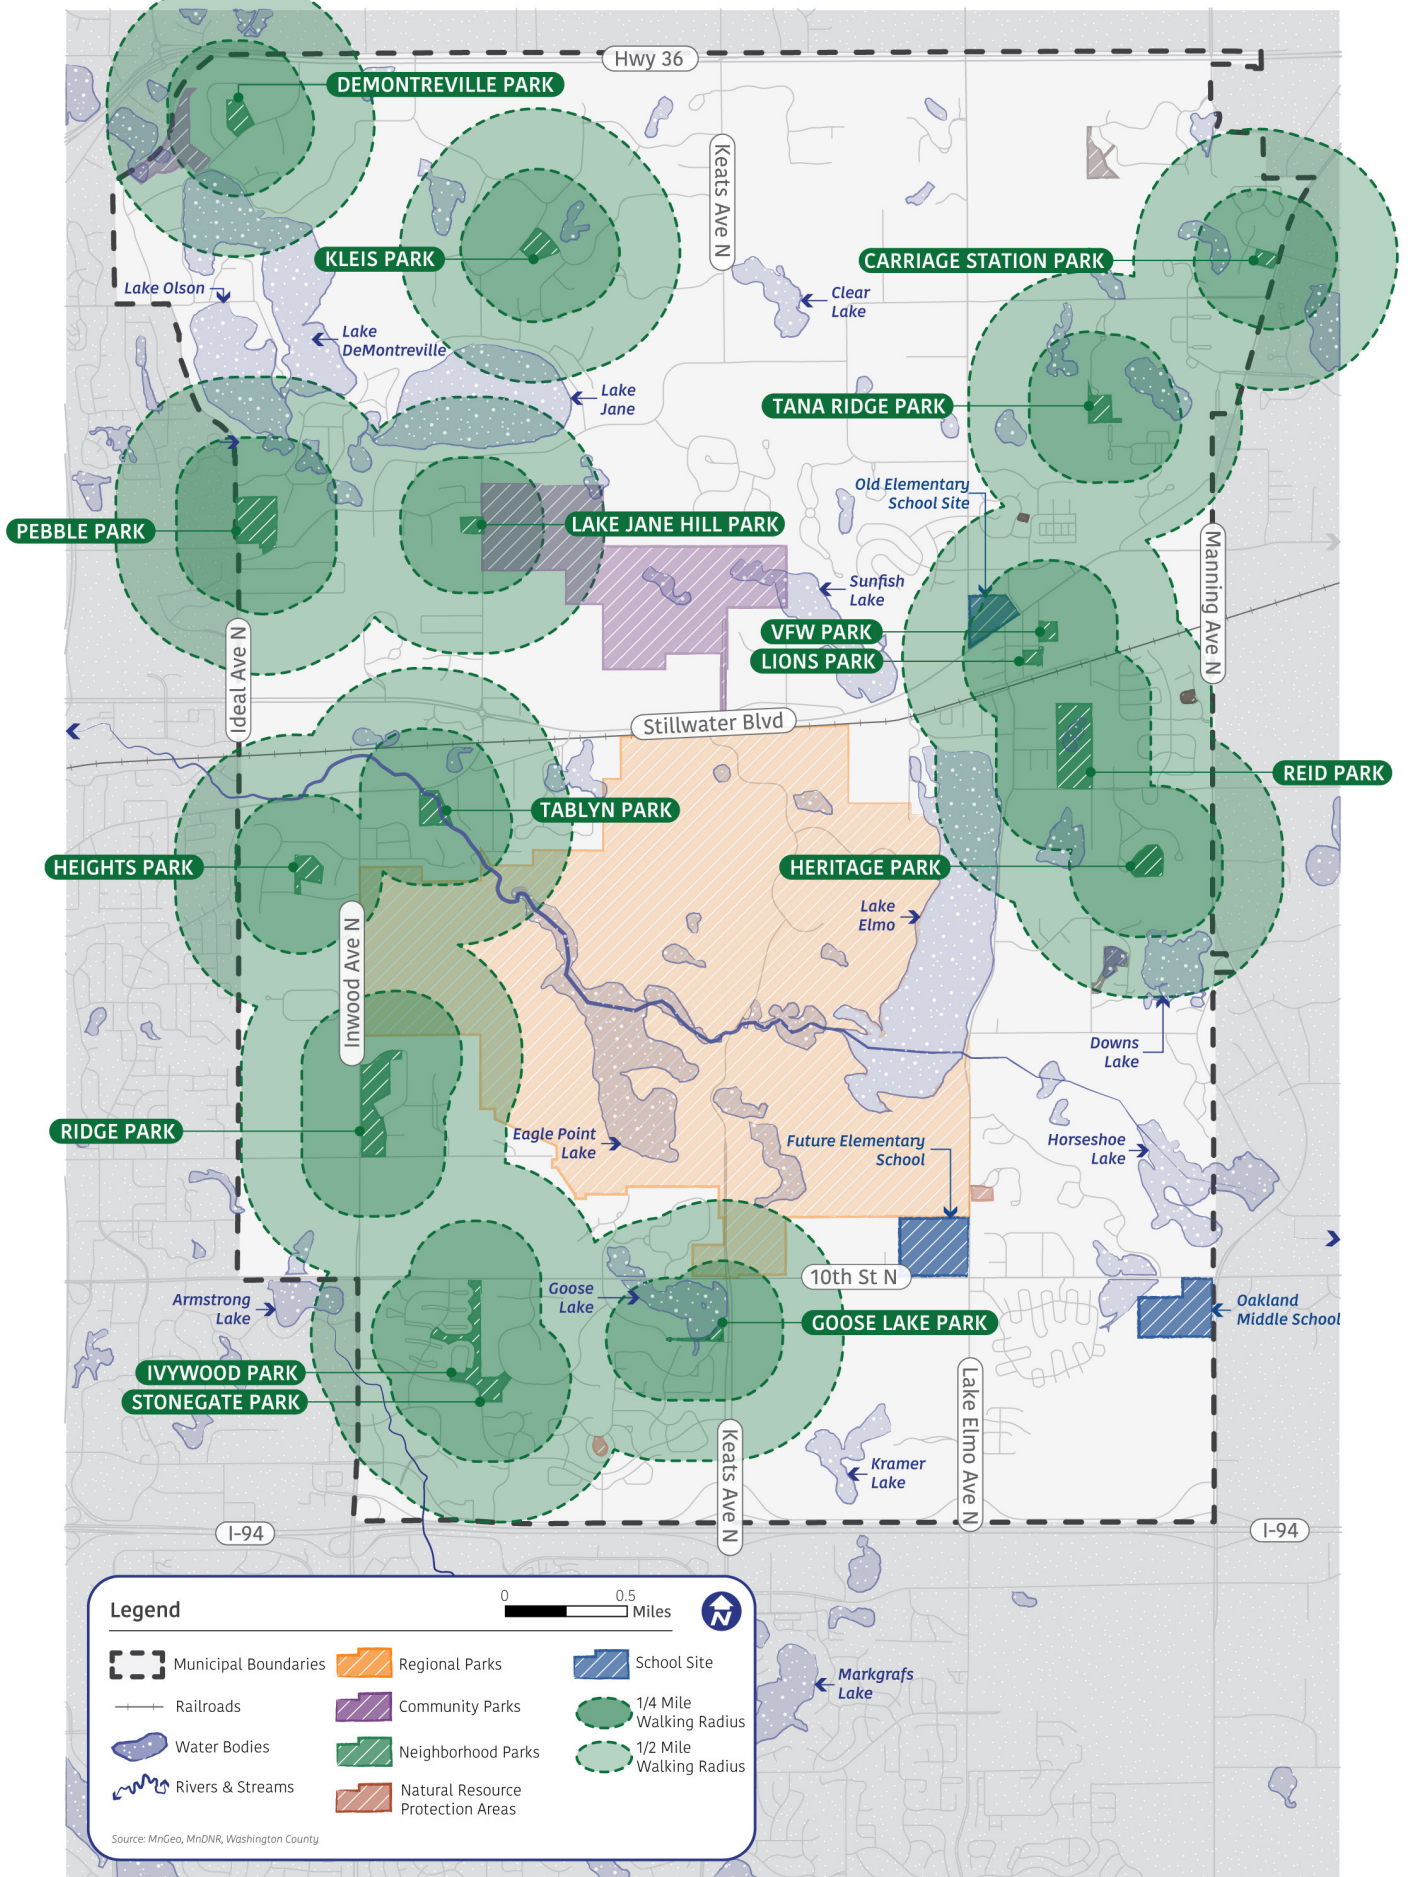 Hwy 36
DEMONTREVILLE PARK
Keats Ave N
KLEIS PARK
CARRIAGE STATION PARK
Lake Olson
Clear
Lake
Lake
DeMontreville
Lake
Jane
TANA RIDGE PARK
Old Elementary
School Site
PEBBLE PARK
LAKE JANE HILL PARK
Manning Ave N
Sunfish
Lake
VFW PARK
LIONS PARK
Ideal Ave N
Stillwater Blvd
REID PARK
TABLYN PARK
HEIGHTS PARK
HERITAGE PARK
Lake
Elmo
Inwood Ave N
Downs
Lake
RIDGE PARK
Eagle Point
Lake
Future Elementary
School
Horseshoe
Lake
10th St N
Goose
Lake
Armstrong
Lake
Oakland
Middle School
GOOSE LAKE PARK
IVYWOOD PARK
STONEGATE PARK
Keats Ave N
Lake Elmo Ave N
Kramer
Lake
I-94
I-94
Legend
0 0.5
Miles
N
Municipal Boundaries
Railroads
Water Bodies
Rivers & Streams
Regional Parks
Community Parks
Neighborhood Parks
Natural Resource
Protection Areas
School Site
1/4 Mile
Walking Radius
1/2 Mile
Walking Radius
Source: MnGeo, MnDNR, Washington County
Markgrafs
Lake